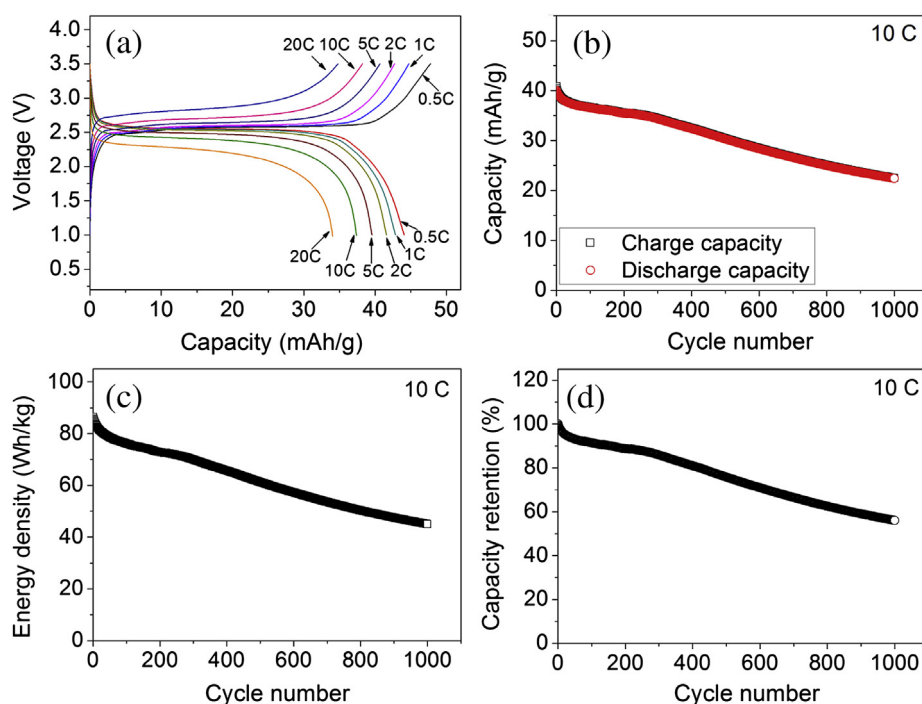 (a)
4.0
3.5
3.0
2.5
2.0
1.5
1.0
0.5
Voltage (V)
20C 10C 5C 2C 1C
0.5C
0.5C
20C 10C 5C 2C 1C
0 10 20 30 40 50
Capacity (mAh/g)
(b)
10 C
50
40
30
20
10
0
Capacity (mAh/g)
Charge capacity
Discharge capacity
0 200 400 600 800 1000
Cycle number
(c)
10 C
100
80
60
40
20
0
Energy density (Wh/kg)
0 200 400 600 800 1000
Cycle number
(d)
10 C
120
100
80
60
40
20
0
Capacity retention (%)
0 200 400 600 800 1000
Cycle number